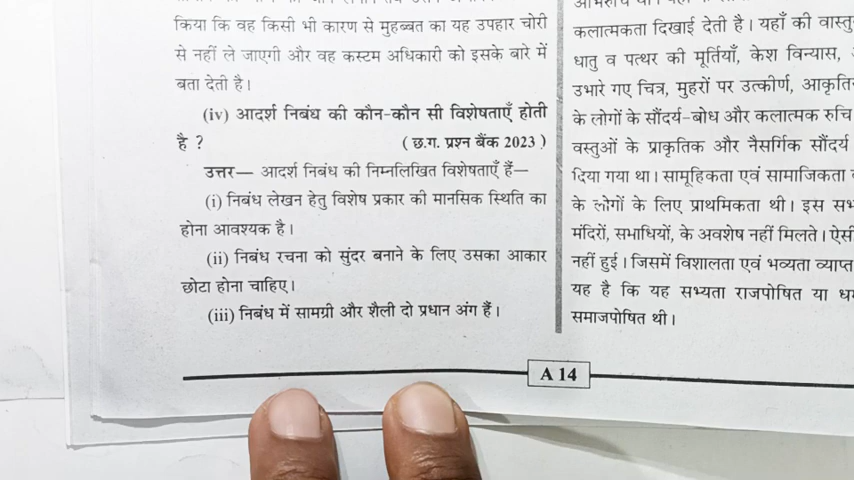 किया कि वह किसी भी कारण से मुहब्बत का यह उपहार चोरी
से नहीं ले जाएगी और वह कस्टम अधिकारी को इसके बारे में
बता देती है।
(iv) आदर्श निबंध की कौन-कौन सी विशेषताएँ होती
है ? ( छ.ग. प्रश्न बैंक 2023 )
उत्तर— आदर्श निबंध की निम्नलिखित विशेषताएँ हैं—
(i) निबंध लेखन हेतु विशेष प्रकार की मानसिक स्थिति का
होना आवश्यक है।
(ii) निबंध रचना को सुंदर बनाने के लिए उसका आकार
छोटा होना चाहिए।
(iii) निबंध में सामग्री और शैली दो प्रधान अंग हैं।
कलात्मकता दिखाई देती है। यहाँ की
धातु व पत्थर की मूर्तियाँ, केश विन्यास,
उभारे गए चित्र, मुहरों पर उत्कीर्ण,
के लोगों के सौंदर्य-बोध और कलात्मक रुचि
वस्तुओं के प्राकृतिक और नैसर्गिक सौंदर्य
दिया गया था। सामूहिकता एवं सामाजिकता
के लोगों के लिए प्राथमिकता थी। इस
मंदिरों, सभाधियों, के अवशेष नहीं मिलते।
नहीं हुई। जिसमें विशालता एवं भव्यता व्याप्त
यह है कि यह सभ्यता राजपोषित या
समाजपोषित थी।
A 14